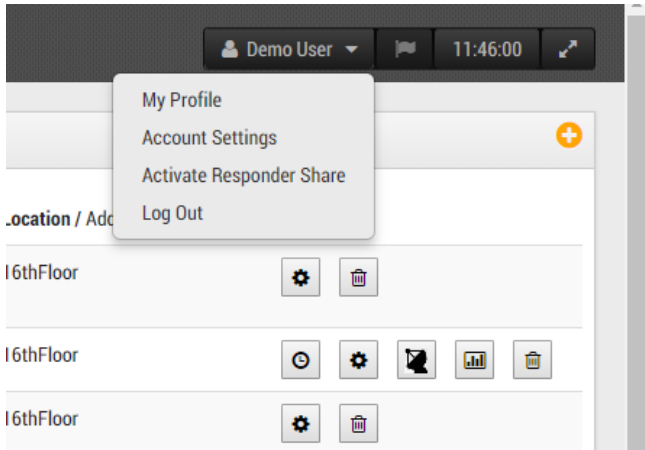 Demo User
11:46:00
My Profile
Account Settings
Activate Responder Share
Log Out
Location / Add
16thFloor
16thFloor
16thFloor